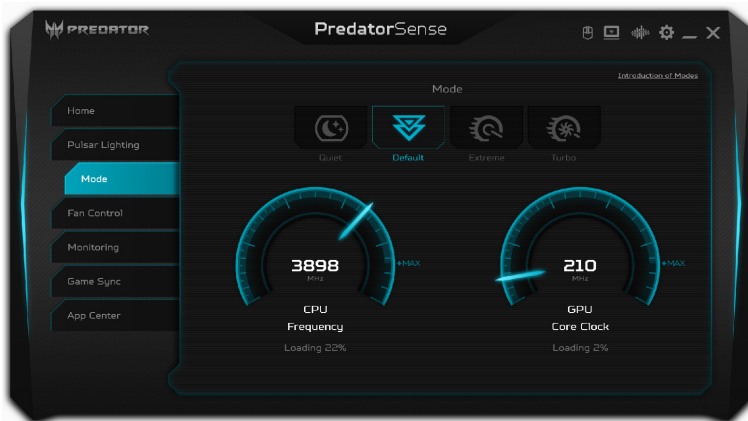 PREDATOR
PredatorSense
Introduction of Modes
Mode
Home
Pulsar Lighting
Mode
Fan Control
Monitoring
Game Sync
App Center
Quiet
Default
Extreme
Turbo
3898
MHz
MAX
CPU
Frequency
Loading 22%
210
MHz
MAX
GPU
Core Clock
Loading 2%